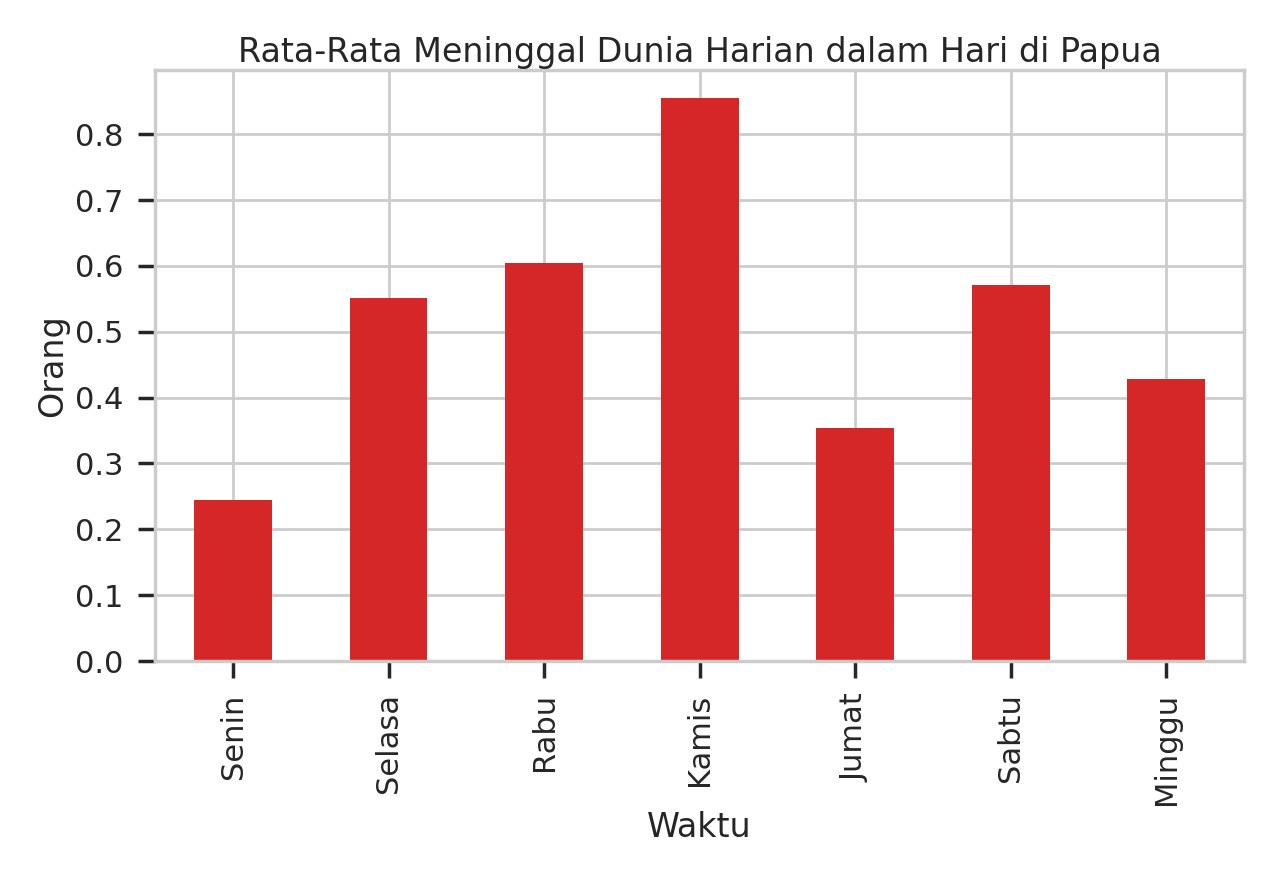 Rata-Rata Meninggal Dunia Harian dalam Hari di Papua
Orang
0.8
0.7
0.6
0.5
0.4
0.3
0.2
0.1
0.0
Senin
Selasa
Rabu
Kamis
Jumat
Sabtu
Minggu
Waktu